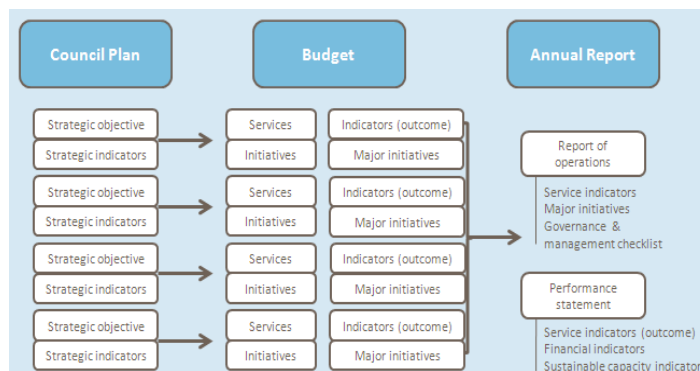 Council Plan
Budget
Annual Report
Strategic objective
Strategic indicators
Services
Initiatives
Indicators (outcome)
Major initiatives
Strategic objective
Strategic indicators
Services
Initiatives
Indicators (outcome)
Major initiatives
Strategic objective
Strategic indicators
Services
Initiatives
Indicators (outcome)
Major initiatives
Strategic objective
Strategic indicators
Services
Initiatives
Indicators (outcome)
Major initiatives
Report of
operations
Service indicators
Major initiatives
Governance &
management checklist
Performance
statement
Service indicators (outcome)
Financial indicators
Sustainable capacity indicator